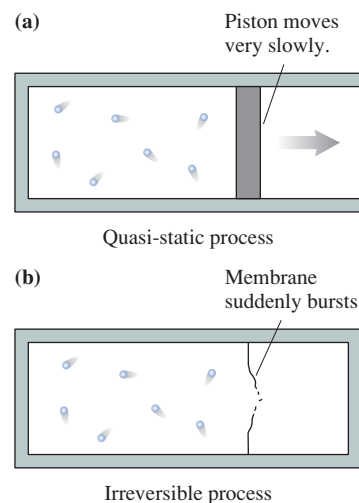 (a)
Piston moves
very slowly.
Quasi-static process
(b)
Membrane
suddenly bursts.
Irreversible process